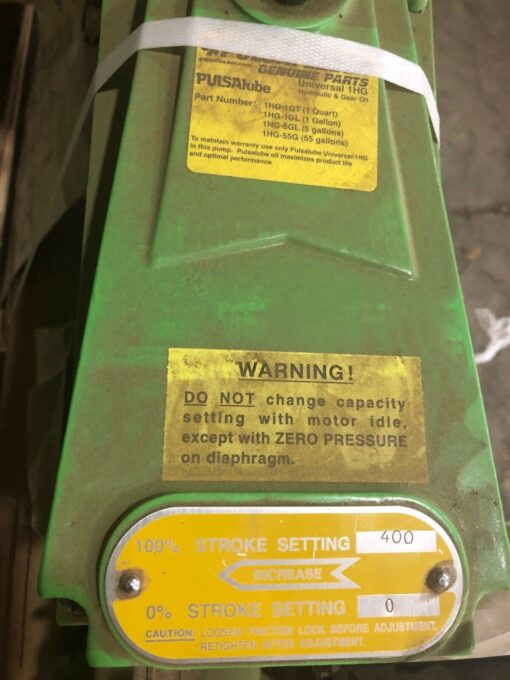 GENUINE PARTS
PULSAlube Universal 1HG
Hydraulic & Gear Oil
Part Number: 1HG-1QT (1 Quart)
1HG-1GL (1 Gallon)
1HG-5GL (5 gallons)
1HG-55G (55 gallons)
To maintain warranty use only Pulsalube Universal 1HG
in this pump. Pulsalube oil maximizes product life
and optimal performance
WARNING!
DO NOT change capacity
setting with motor idle,
except with ZERO PRESSURE
on diaphragm.
100% STROKE SETTING 400
INCREASE
0% STROKE SETTING 0
CAUTION: LOOSEN FRICTION LOCK BEFORE ADJUSTMENT.
RETIGHTEN AFTER ADJUSTMENT.